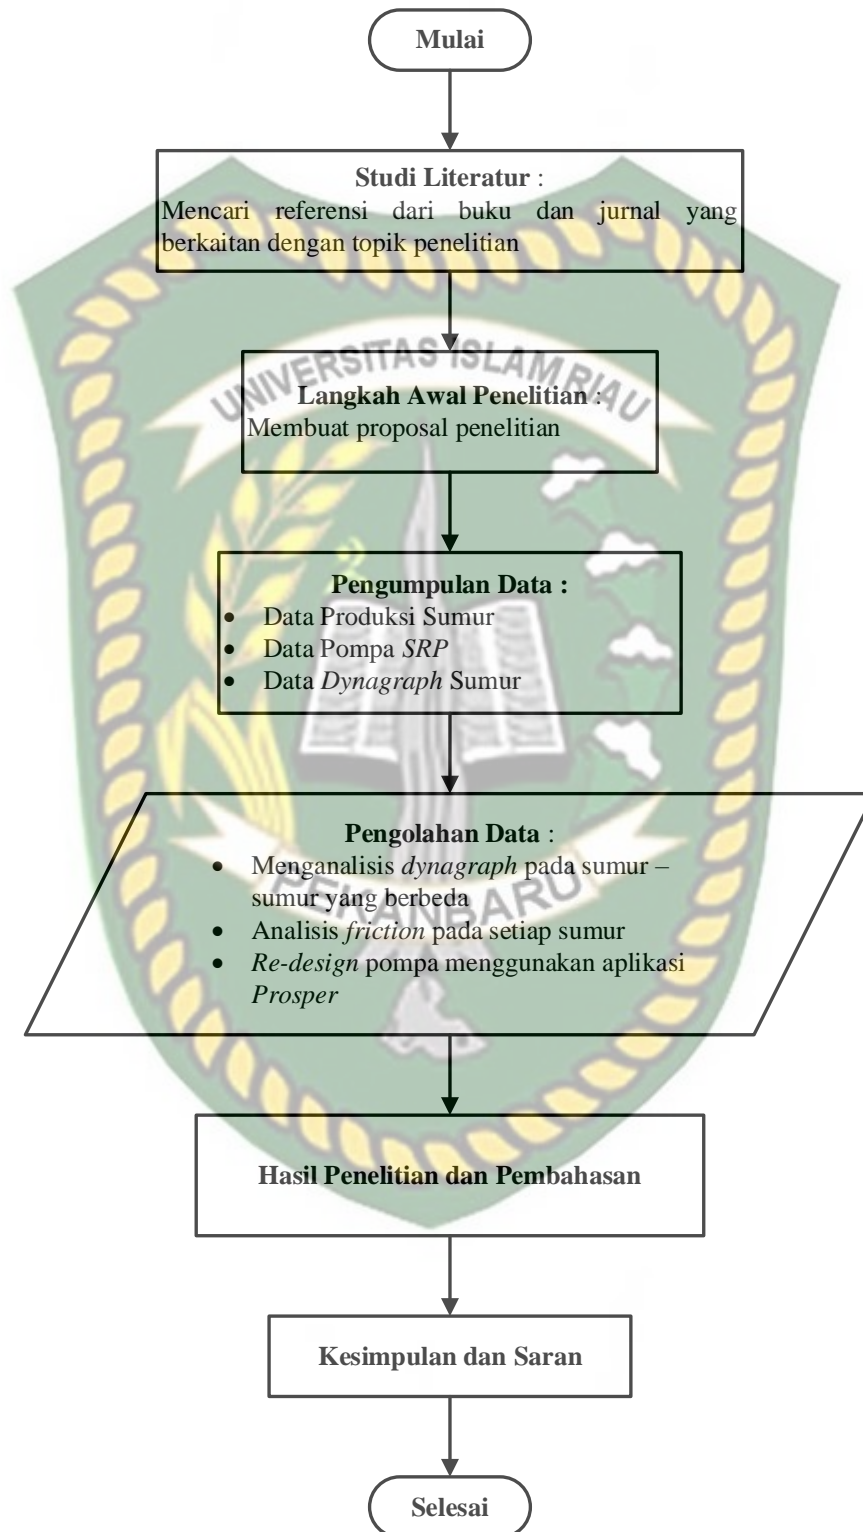 Mulai
Studi Literatur :
Mencari referensi dari buku dan jurnal yang
berkaitan dengan topik penelitian
UNIVERSITAS ISLAM RIAU
Langkah Awal Penelitian :
Membuat proposal penelitian
Pengumpulan Data :
• Data Produksi Sumur
• Data Pompa SRP
• Data Dynagraph Sumur
Pengolahan Data :
• Menganalisis dynagraph pada sumur –
sumur yang berbeda
PEKANBARU
• Analisis friction pada setiap sumur
• Re-design pompa menggunakan aplikasi
Prosper
Hasil Penelitian dan Pembahasan
Kesimpulan dan Saran
Selesai